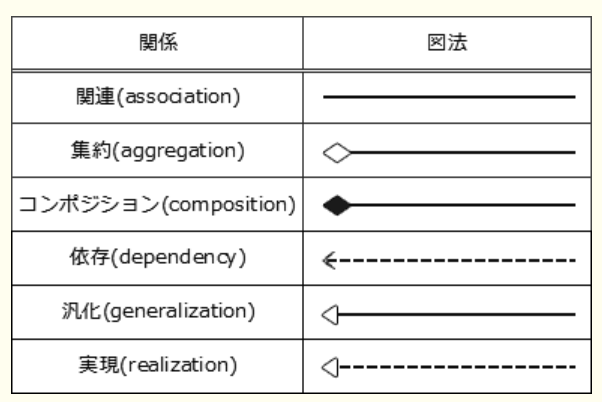 関係 図法
関連(association)
集約(aggregation)
コンポジション(composition)
依存(dependency)
汎化(generalization)
実現(realization)